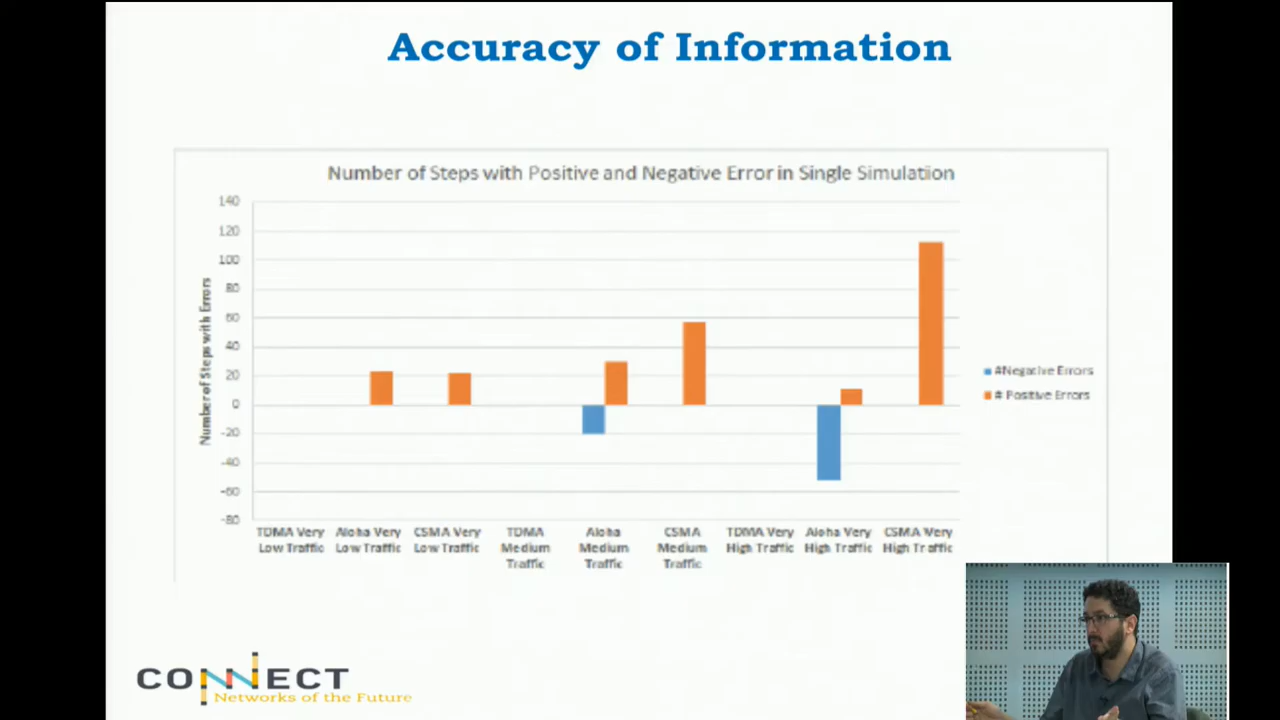 Accuracy of Information
Number of Steps with Positive and Negative Error in Single Simulatiion
Number of Steps with Errors
140
120
100
80
60
40
20
0
-20
-40
-60
-80
TDMA Very Low Traffic
Aloha Very Low Traffic
CSMA Very Low Traffic
TDMA Medium Traffic
Aloha Medium Traffic
CSMA Medium Traffic
TDMA Very High Traffic
Aloha Very High Traffic
CSMA Very High Traffic
#Negative Errors
# Positive Errors
CONNECT
Networks of the Future